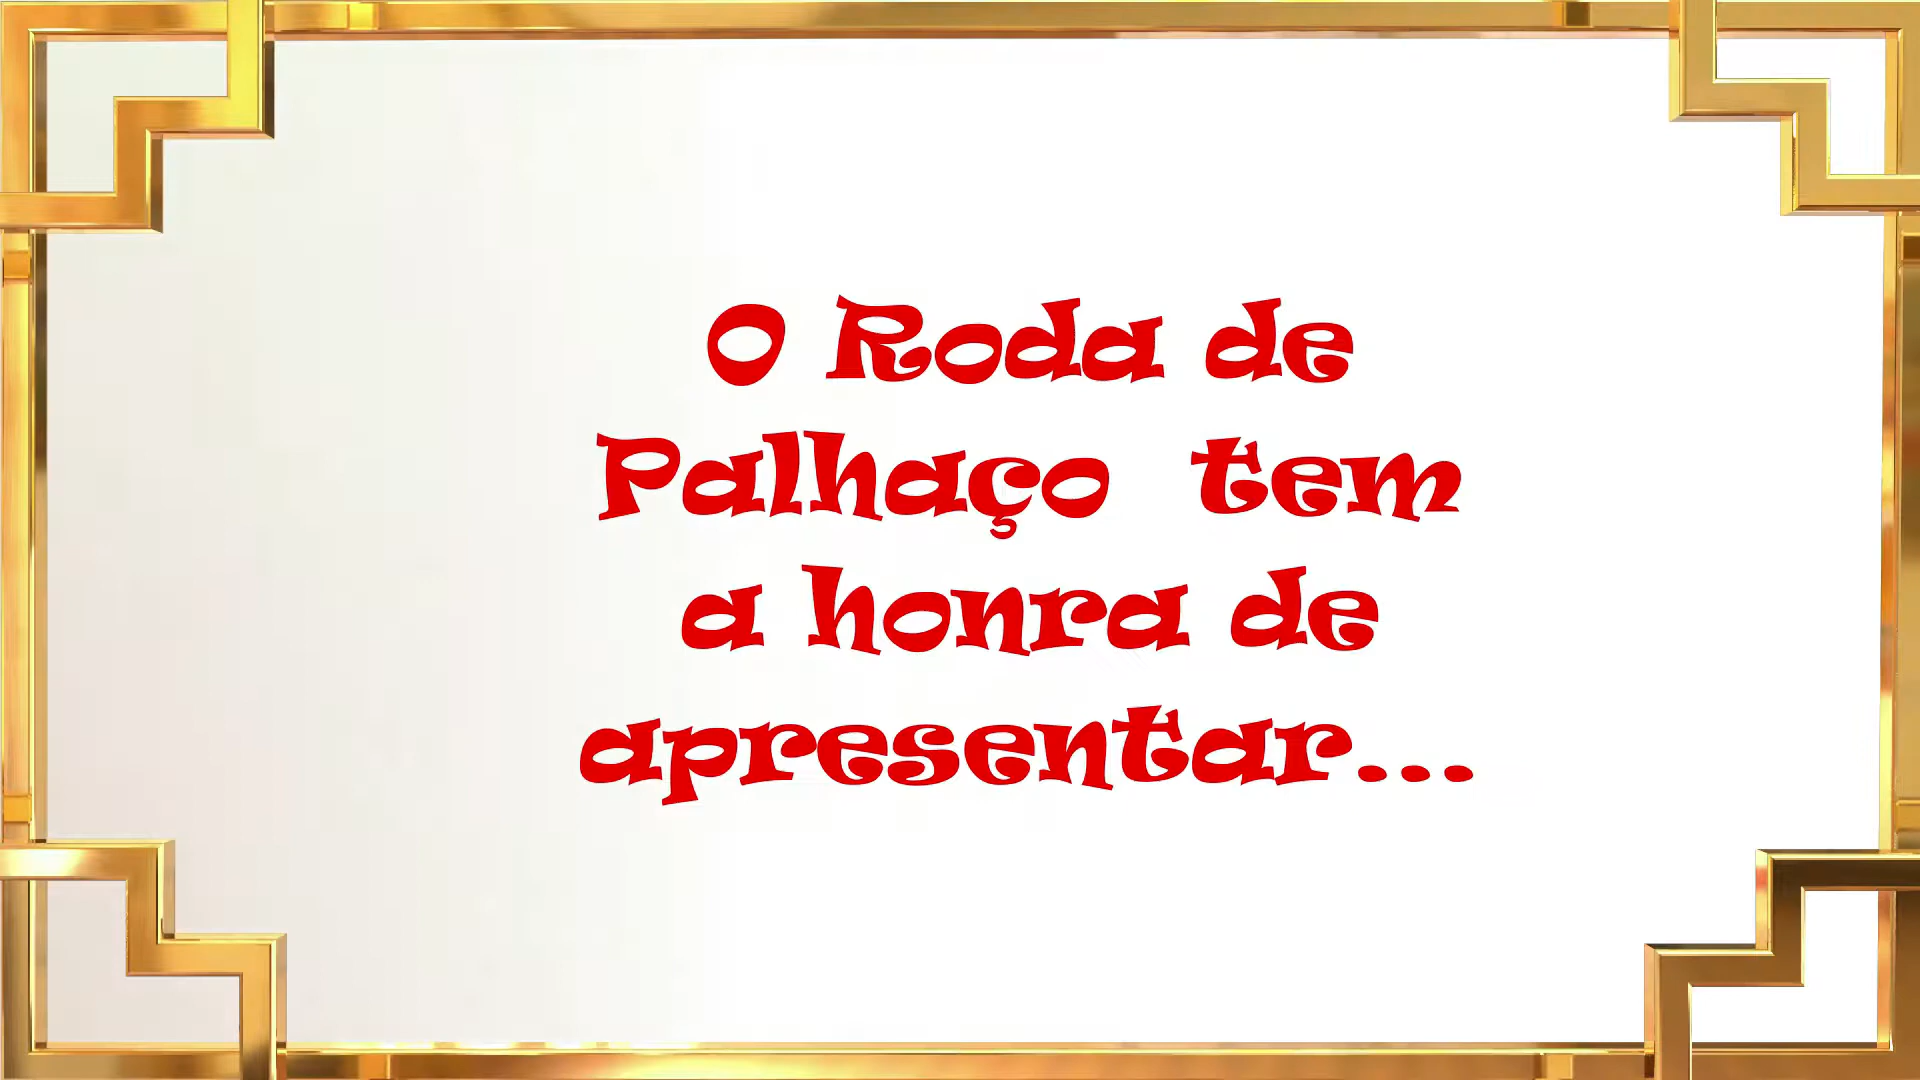 O Roda de
Palhaço tem
a honra de
apresentar...